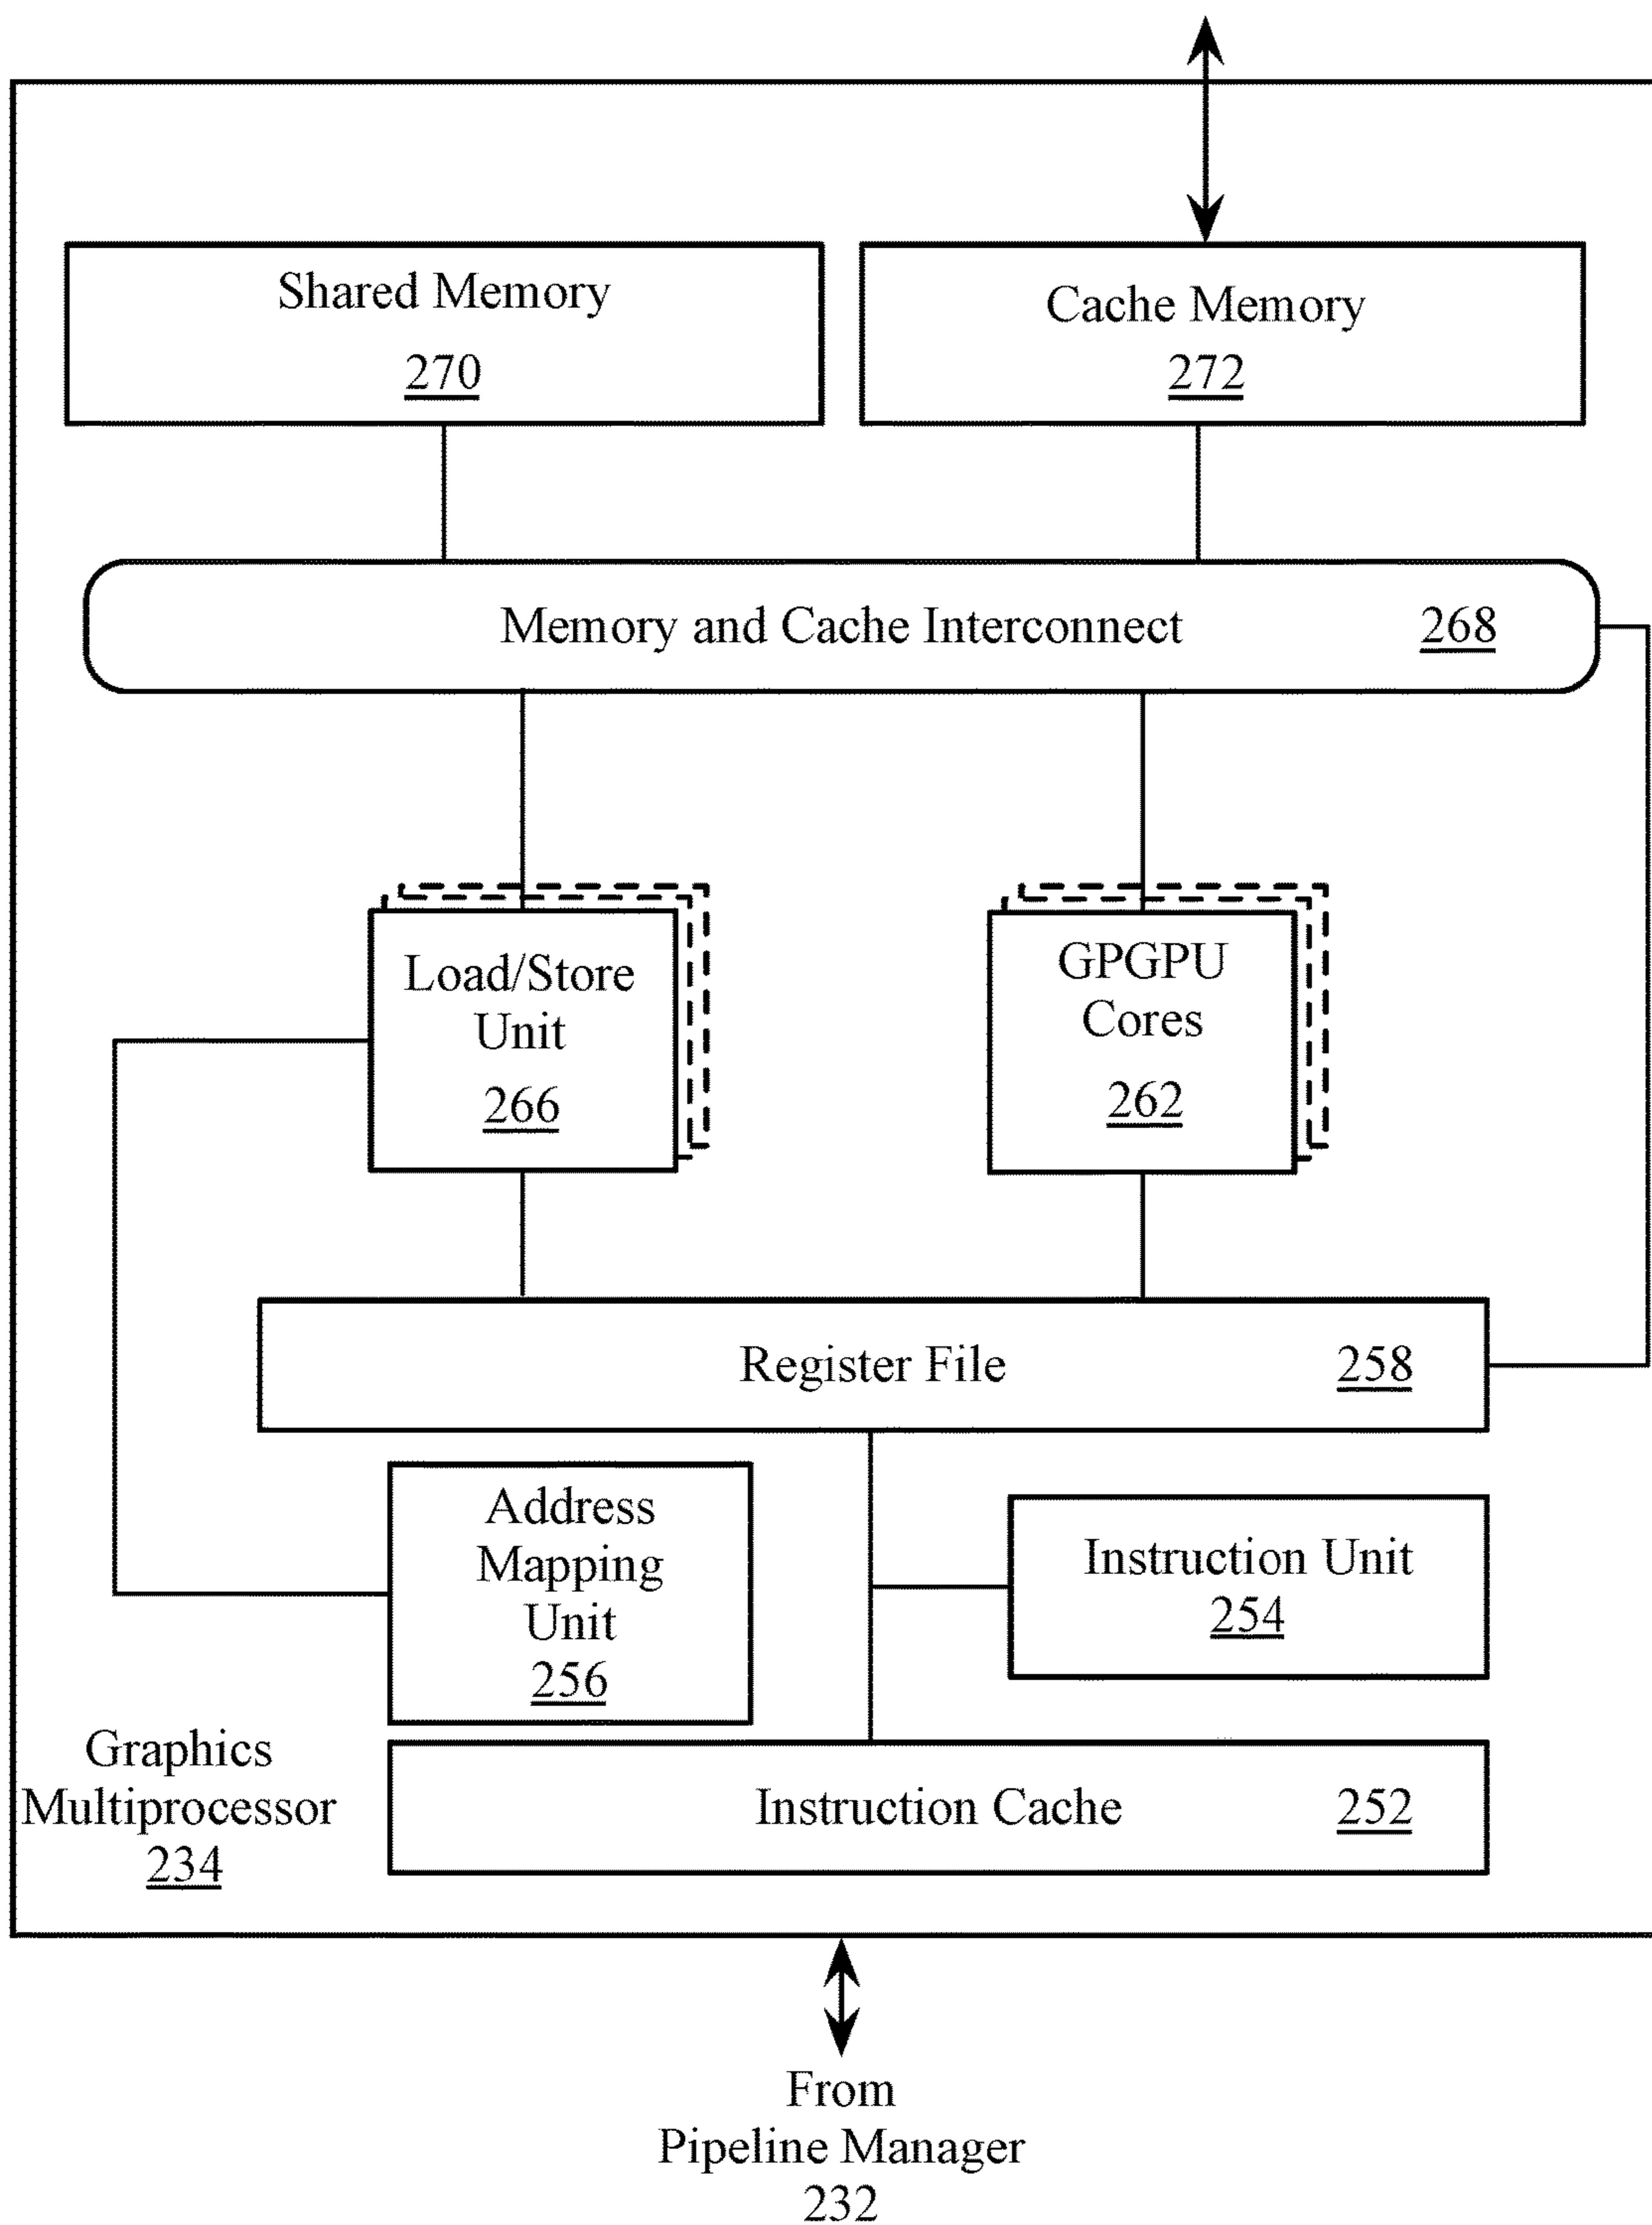 Shared Memory
270
Cache Memory
272
Memory and Cache Interconnect 268
Load/Store
Unit
266
GPGPU
Cores
262
Register File 258
Address
Mapping
Unit
256
Instruction Unit
254
Graphics
Multiprocessor
234
Instruction Cache 252
From
Pipeline Manager
232